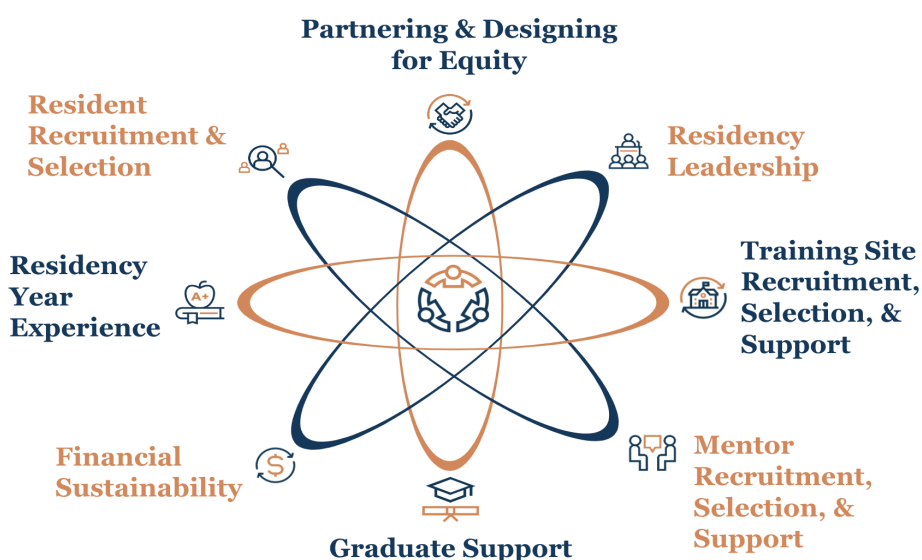 Partnering & Designing
for Equity
Resident
Recruitment &
Selection
Residency
Leadership
Residency
Year
Experience
A+
Training Site
Recruitment,
Selection, &
Support
Financial
Sustainability
$
Mentor
Recruitment,
Selection, &
Support
Graduate Support